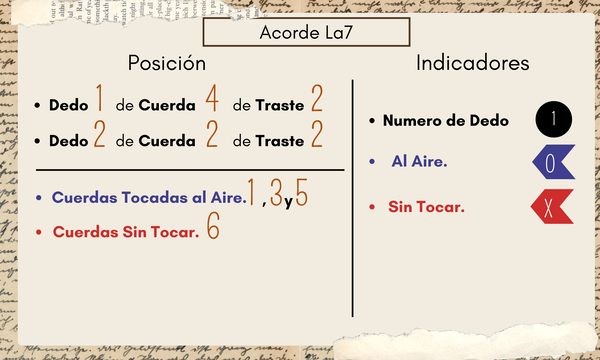 Acorde La7
Posición
Dedo 1 de Cuerda 4 de Traste 2
Dedo 2 de Cuerda 2 de Traste 2
Cuerdas Tocadas al Aire. 1, 3 y 5
Cuerdas Sin Tocar. 6
Indicadores
Numero de Dedo 1
Al Aire. O
Sin Tocar. X